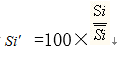 Si' =100× Si / S̅i̅ ↓